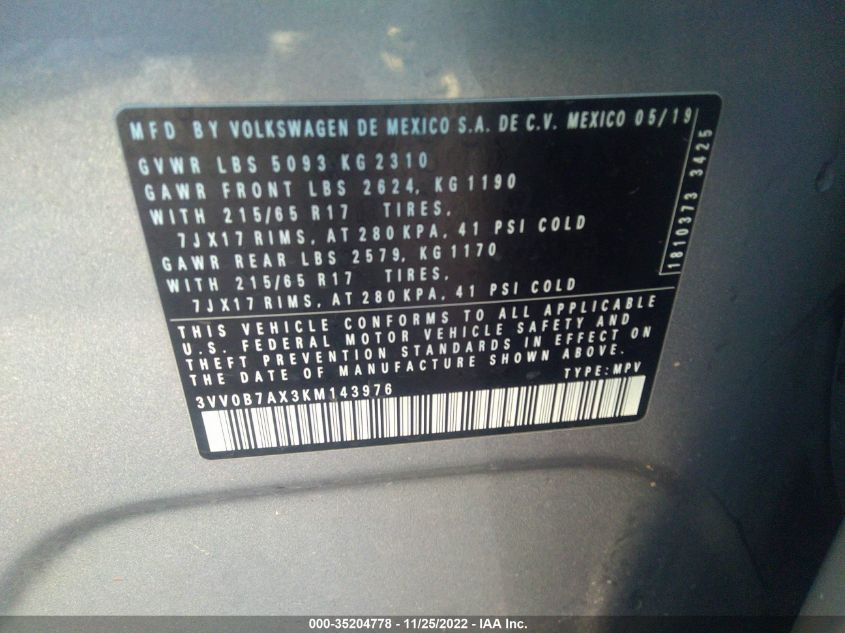 MFD BY VOLKSWAGEN DE MEXICO S.A. DE C.V. MEXICO 05/19
GVWR LBS 5093 KG 2310
GAWR FRONT LBS 2624, KG 1190
WITH 215/65 R17 TIRES,
7JX17 RIMS, AT 280 KPA, 41 PSI COLD
GAWR REAR LBS 2579, KG 1170
WITH 215/65 R17 TIRES,
7JX17 RIMS, AT 280 KPA, 41 PSI COLD
1810373 3425
THIS VEHICLE CONFORMS TO ALL APPLICABLE
U.S. FEDERAL MOTOR VEHICLE SAFETY AND
THEFT PREVENTION STANDARDS IN EFFECT ON
THE DATE OF MANUFACTURE SHOWN ABOVE.
TYPE: MPV
3VV0B7AX3KM143976
000-35204778 - 11/25/2022 - IAA Inc.